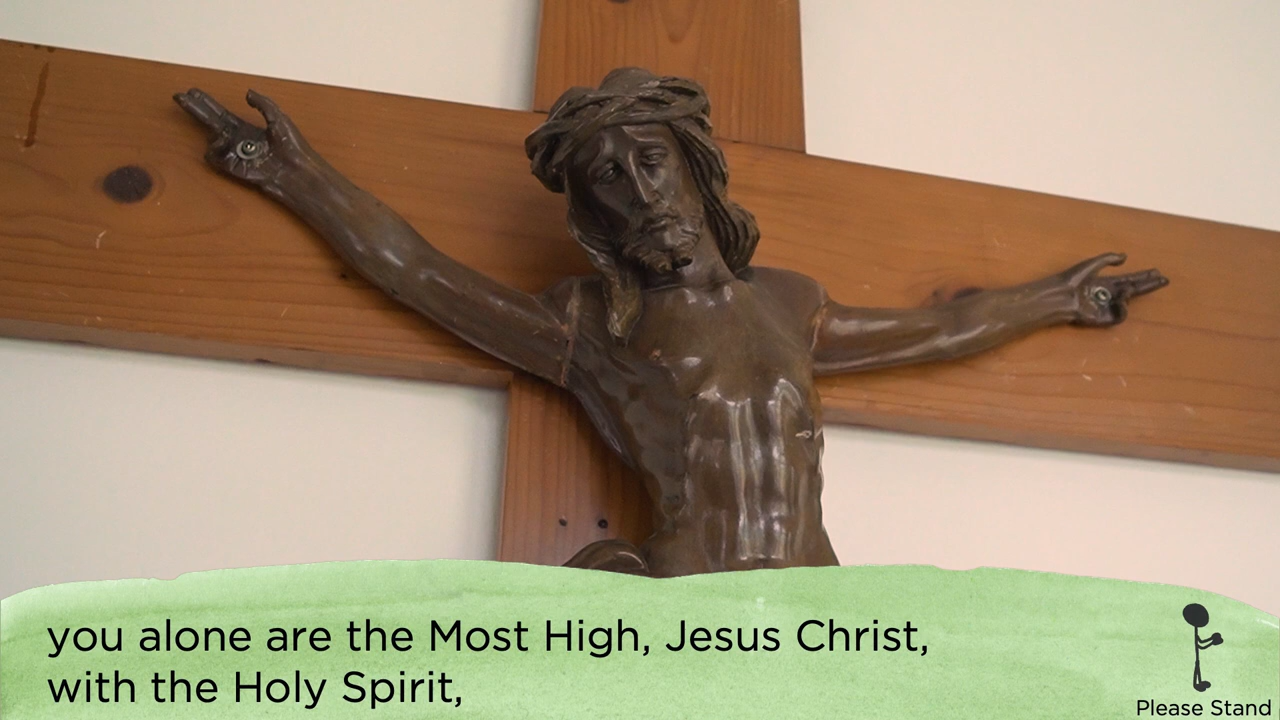 you alone are the Most High, Jesus Christ,
with the Holy Spirit,
Please Stand